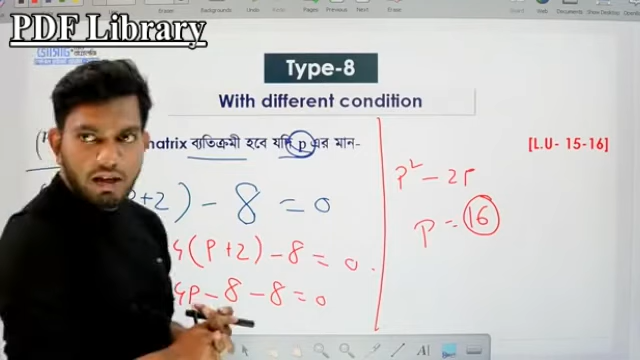 PDF Library
Type-8
With different condition
matrix ব্যতিক্রমী হবে যদি p এর মান-
[L.U- 15-16]
P+2) - 8 = 0
4(P+2) - 8 = 0
4P - 8 - 8 = 0
P² - 2P
P = 16